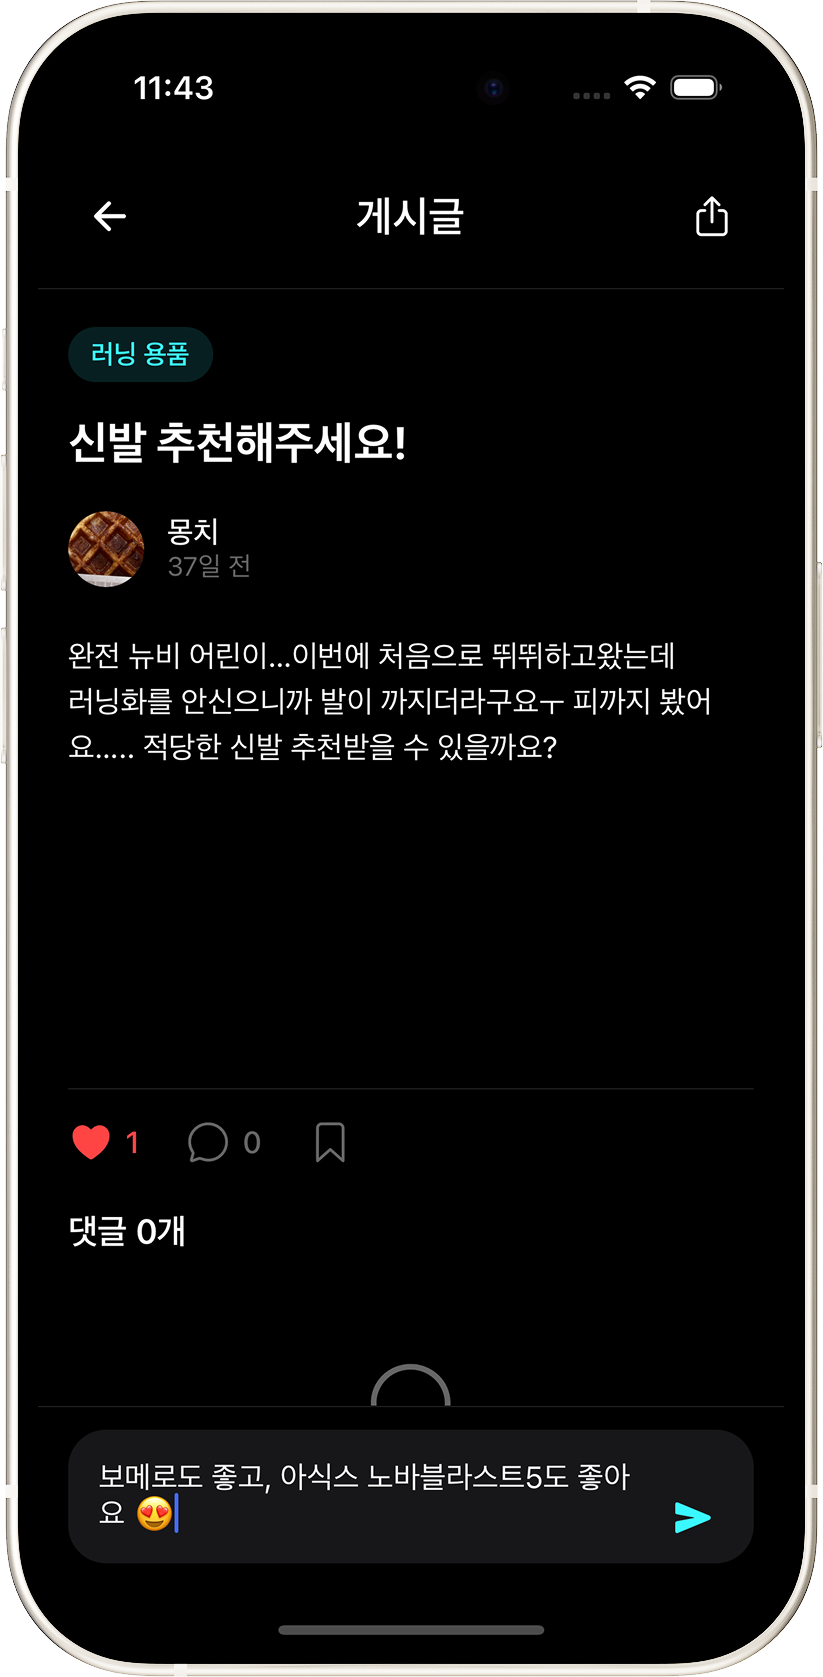 11:43
게시글
러닝 용품
신발 추천해주세요!
몽치
37일 전
완전 뉴비 어린이...이번에 처음으로 뛰뛰하고왔는데
러닝화를 안신으니까 발이 까지더라구요ㅜ 피까지 봤어
요..... 적당한 신발 추천받을 수 있을까요?
1 0
댓글 0개
보메로도 좋고, 아식스 노바블라스트5도 좋아
요 😍